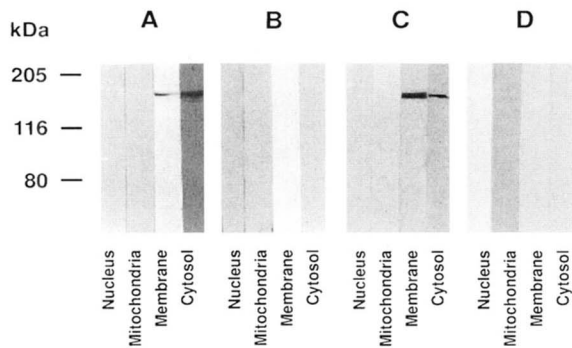 kDa
A
B
C
D
205
116
80
Nucleus
Mitochondria
Membrane
Cytosol
Nucleus
Mitochondria
Membrane
Cytosol
Nucleus
Mitochondria
Membrane
Cytosol
Nucleus
Mitochondria
Membrane
Cytosol